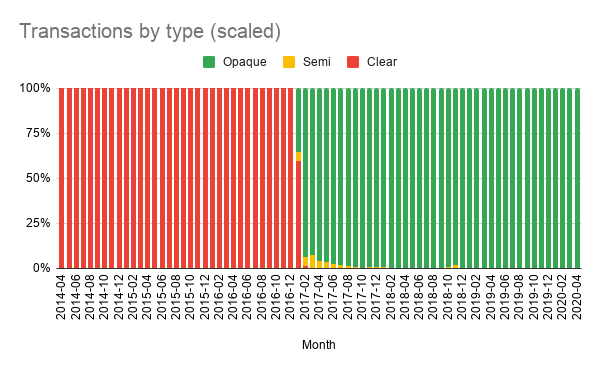 Transactions by type (scaled)
Opaque Semi Clear
100%
75%
50%
25%
0%
2014-04 2014-06 2014-08 2014-10 2014-12 2015-02 2015-04 2015-06 2015-08 2015-10 2015-12 2016-02 2016-04 2016-06 2016-08 2016-10 2016-12 2017-02 2017-04 2017-06 2017-08 2017-10 2017-12 2018-02 2018-04 2018-06 2018-08 2018-10 2018-12 2019-02 2019-04 2019-06 2019-08 2019-10 2019-12 2020-02 2020-04
Month